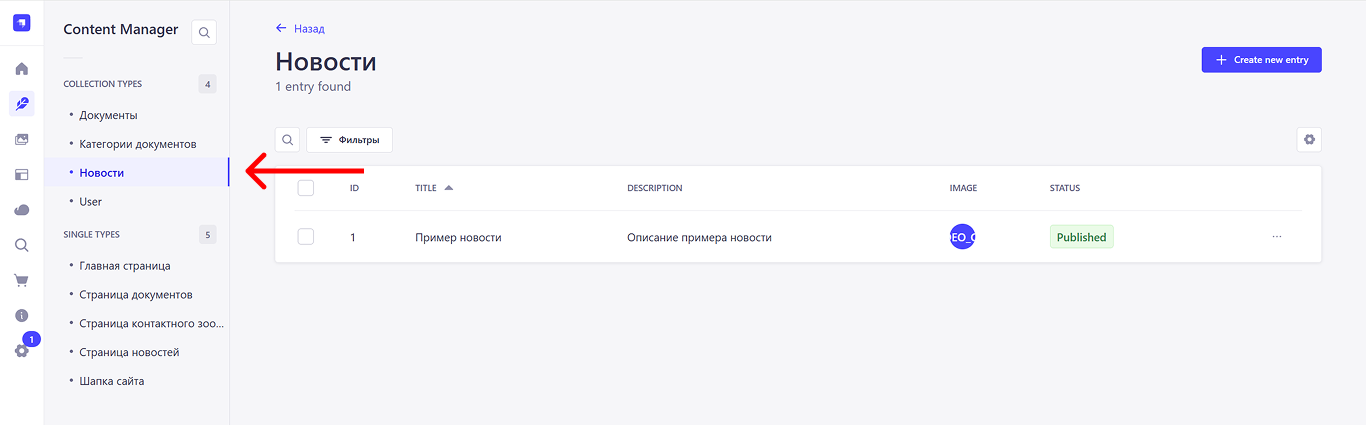 Content Manager
COLLECTION TYPES 4
Документы
Категории документов
Новости
User
SINGLE TYPES 5
Главная страница
Страница документов
Страница контактного зоо...
Страница новостей
Шапка сайта
1
Назад
Новости
1 entry found
Create new entry
Фильтры
ID TITLE DESCRIPTION IMAGE STATUS
1 Пример новости Описание примера новости EO_ Published